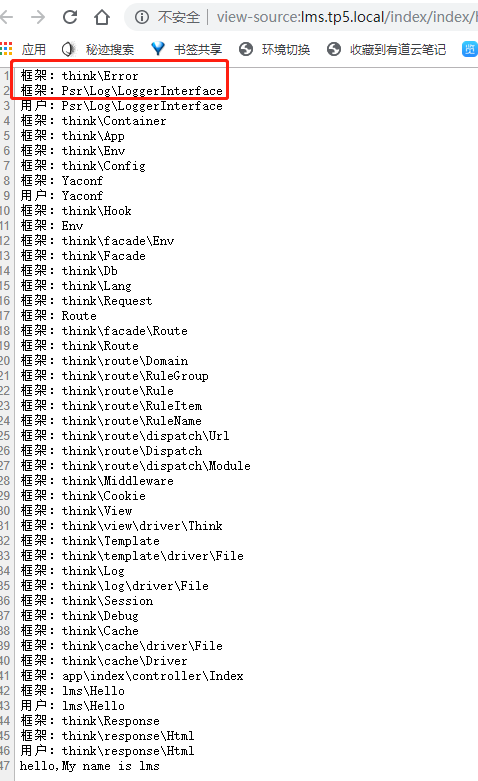 不安全 | view-source:lms.tp5.local/index/index/
应用 秘迹搜索 书签共享 环境切换 收藏到有道云笔记 览
1 框架: think\Error
2 框架: Psr\Log\LoggerInterface
3 用户: Psr\Log\LoggerInterface
4 框架: think\Container
5 框架: think\App
6 框架: think\Env
7 框架: think\Config
8 框架: Yaconf
9 用户: Yaconf
10 框架: think\Hook
11 框架: Env
12 框架: think\facade\Env
13 框架: think\Facade
14 框架: think\Db
15 框架: think\Lang
16 框架: think\Request
17 框架: Route
18 框架: think\facade\Route
19 框架: think\Route
20 框架: think\route\Domain
21 框架: think\route\RuleGroup
22 框架: think\route\Rule
23 框架: think\route\RuleItem
24 框架: think\route\RuleName
25 框架: think\route\dispatch\Url
26 框架: think\route\Dispatch
27 框架: think\route\dispatch\Module
28 框架: think\Middleware
29 框架: think\Cookie
30 框架: think\View
31 框架: think\view\driver\Think
32 框架: think\Template
33 框架: think\template\driver\File
34 框架: think\Log
35 框架: think\log\driver\File
36 框架: think\Session
37 框架: think\Debug
38 框架: think\Cache
39 框架: think\cache\driver\File
40 框架: think\cache\Driver
41 框架: app\index\controller\Index
42 框架: lms\Hello
43 用户: lms\Hello
44 框架: think\Response
45 框架: think\response\Html
46 用户: think\response\Html
47 hello,My name is lms